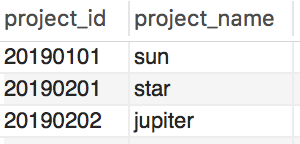 project_id project_name
20190101 sun
20190201 star
20190202 jupiter